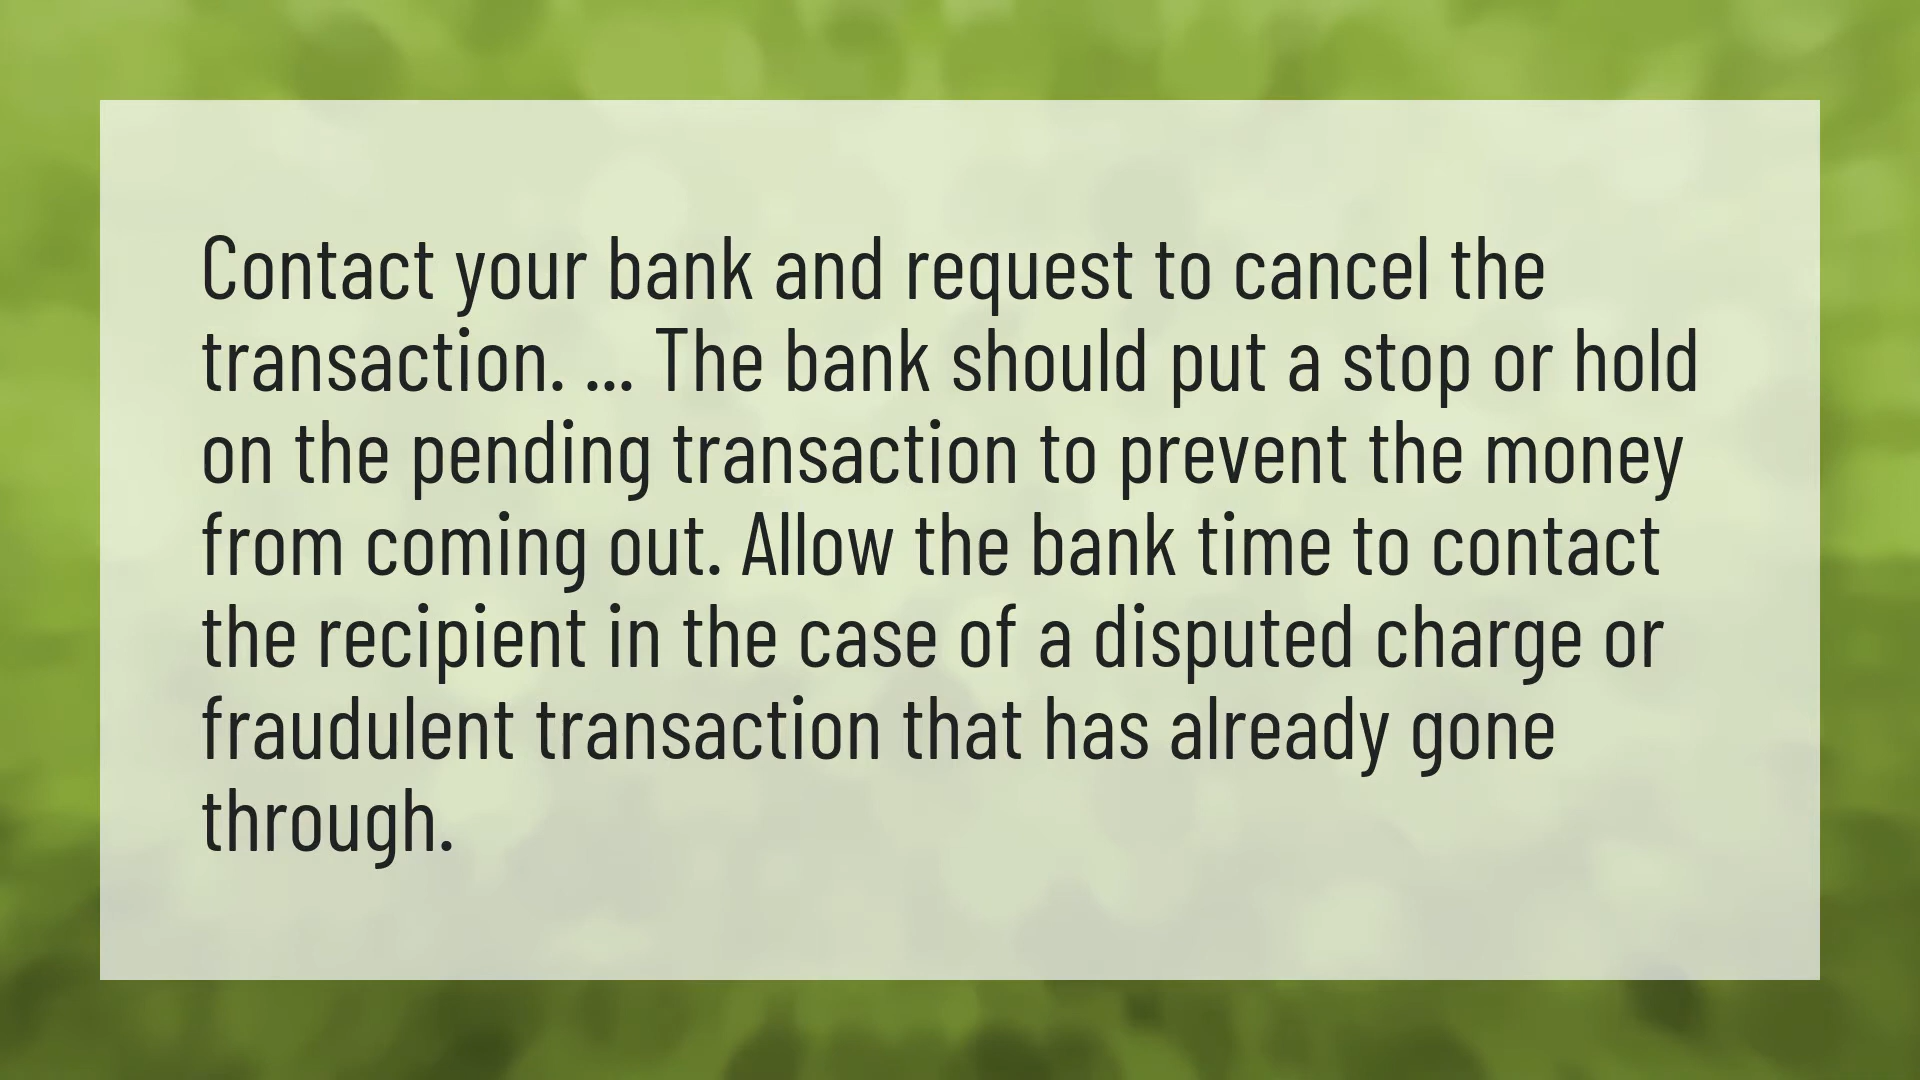 Contact your bank and request to cancel the
transaction. ... The bank should put a stop or hold
on the pending transaction to prevent the money
from coming out. Allow the bank time to contact
the recipient in the case of a disputed charge or
fraudulent transaction that has already gone
through.